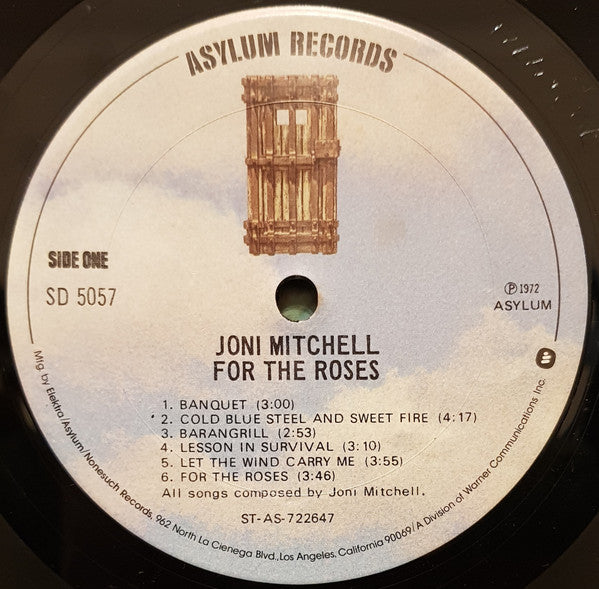 ASYLUM RECORDS
SIDE ONE
SD 5057
Ⓟ 1972
ASYLUM
JONI MITCHELL
FOR THE ROSES
1. BANQUET (3:00)
2. COLD BLUE STEEL AND SWEET FIRE (4:17)
3. BARANGRILL (2:53)
4. LESSON IN SURVIVAL (3:10)
5. LET THE WIND CARRY ME (3:55)
6. FOR THE ROSES (3:46)
All songs composed by Joni Mitchell.
ST-AS-722647
Mfg. by Elektra/Asylum/Nonesuch Records, 962 North La Cienega Blvd., Los Angeles, California 90069/A Division of Warner Communications Inc.